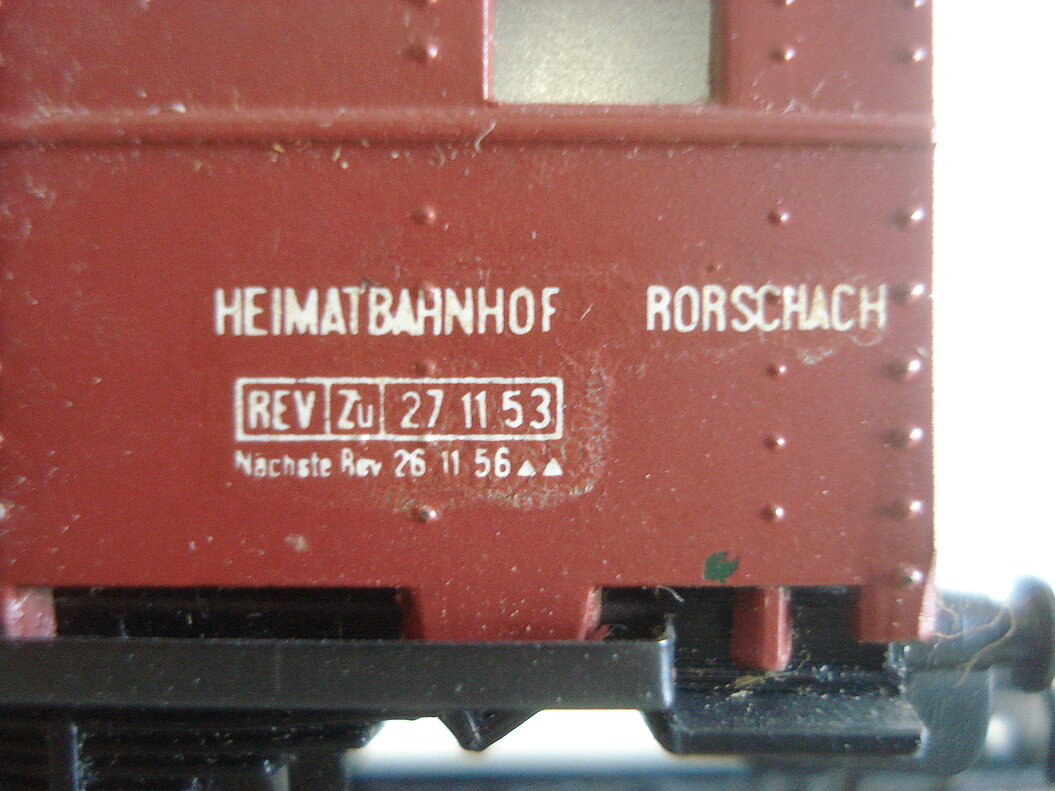 HEIMATBAHNHOF RORSCHACH
REV Zu 27 11 53
Nächste Rev 26 11 56